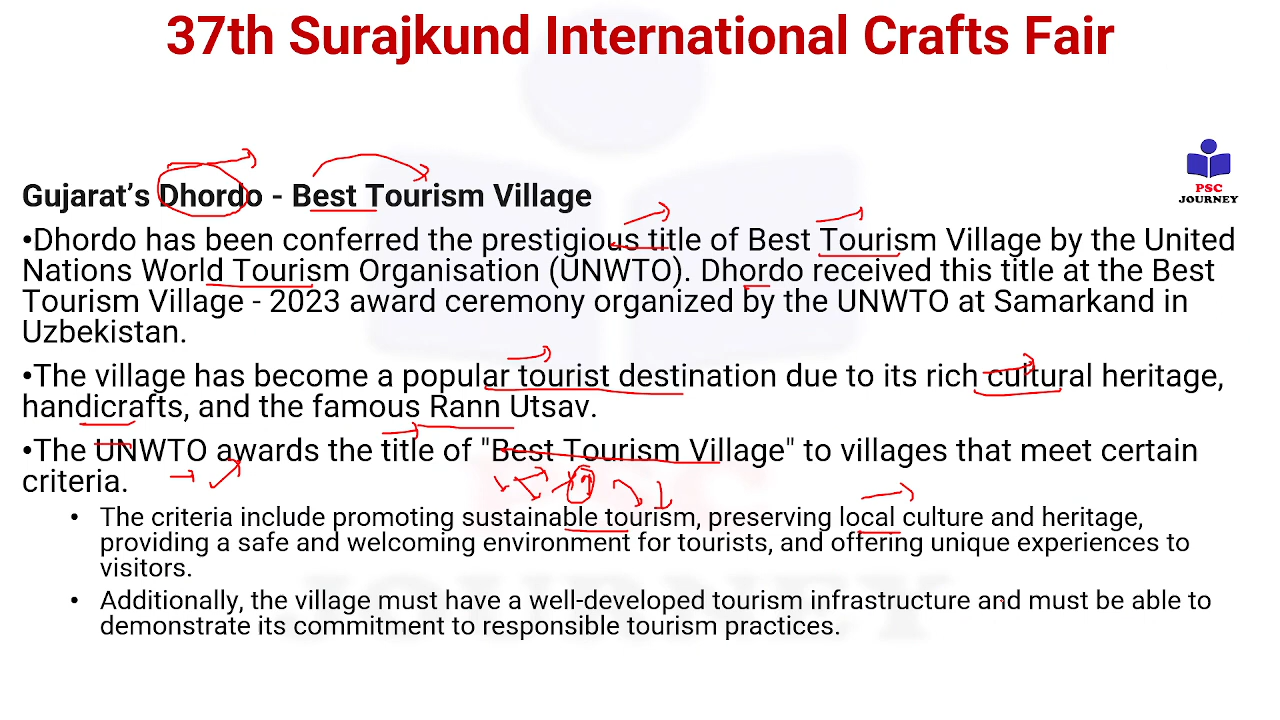 37th Surajkund International Crafts Fair
PSC
JOURNEY
Gujarat’s Dhordo - Best Tourism Village
•Dhordo has been conferred the prestigious title of Best Tourism Village by the United
Nations World Tourism Organisation (UNWTO). Dhordo received this title at the Best
Tourism Village - 2023 award ceremony organized by the UNWTO at Samarkand in
Uzbekistan.
•The village has become a popular tourist destination due to its rich cultural heritage,
handicrafts, and the famous Rann Utsav.
•The UNWTO awards the title of "Best Tourism Village" to villages that meet certain
criteria.
• The criteria include promoting sustainable tourism, preserving local culture and heritage,
providing a safe and welcoming environment for tourists, and offering unique experiences to
visitors.
• Additionally, the village must have a well-developed tourism infrastructure and must be able to
demonstrate its commitment to responsible tourism practices.
JOURNEY